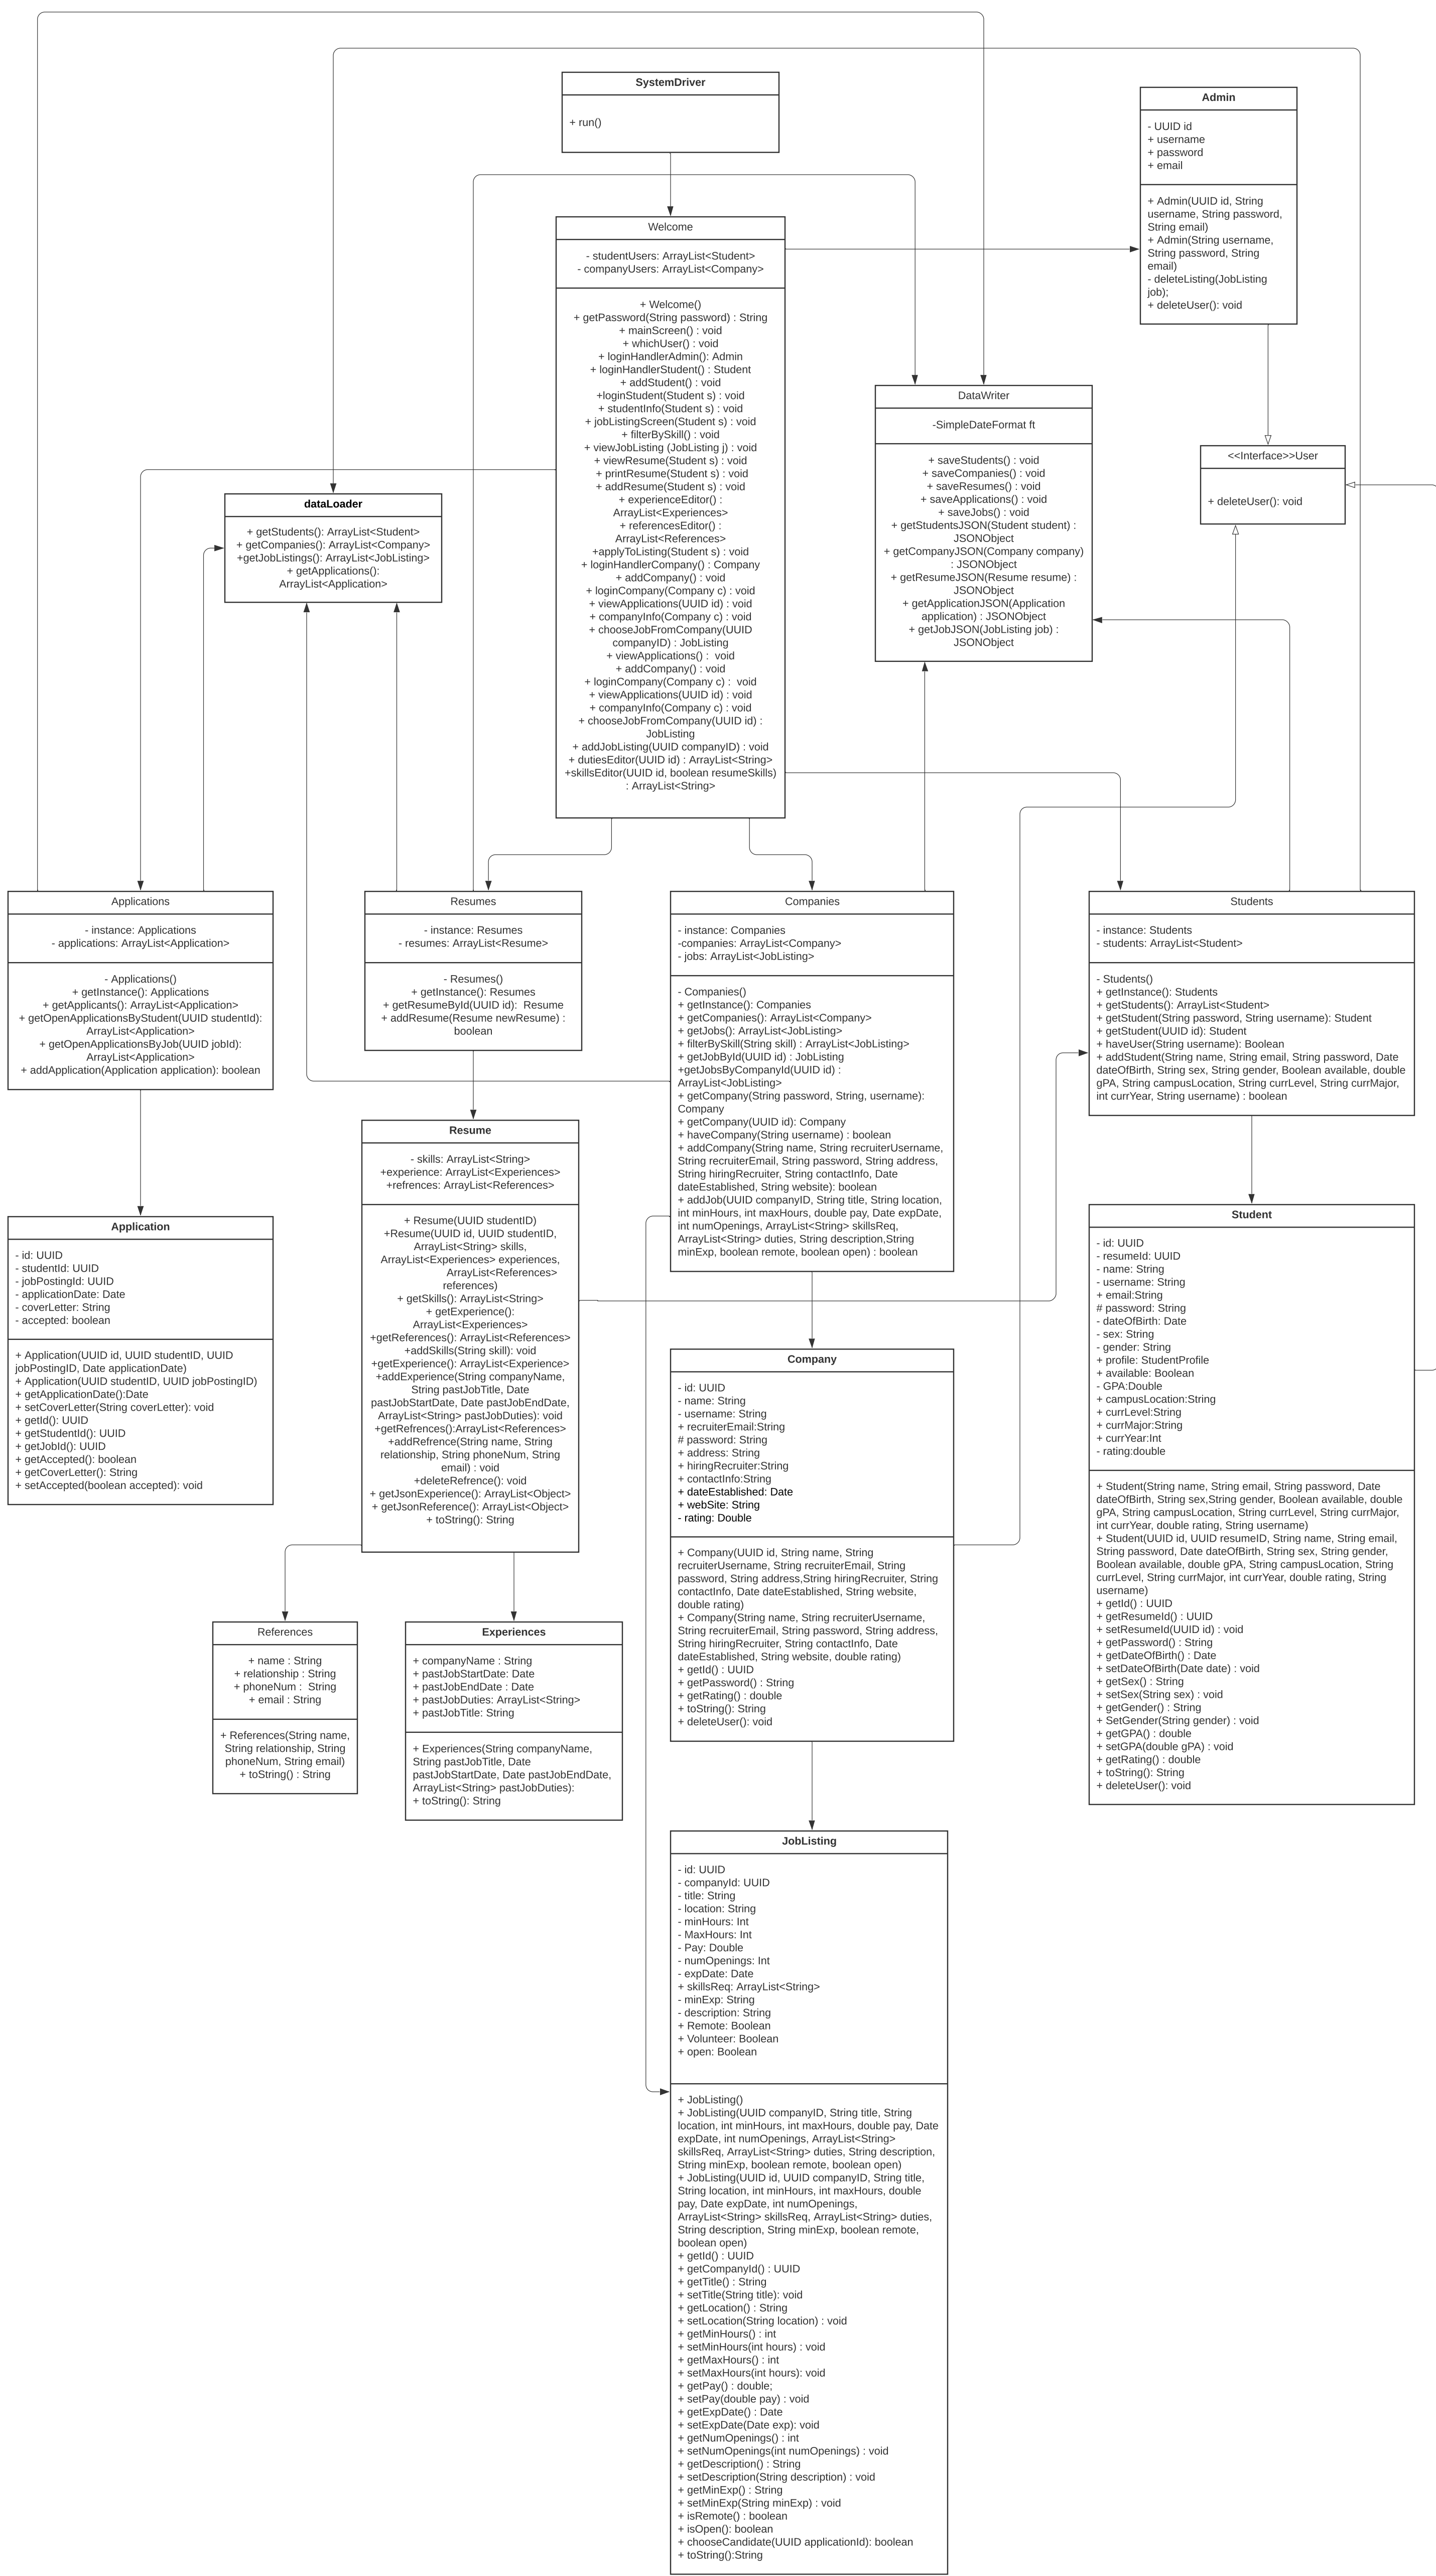 SystemDriver
+ run()
Admin
- UUID id
+ username
+ password
+ email
+ Admin(UUID id, String
username, String password,
String email)
+ Admin(String username,
String password, String
email)
- deleteListing(JobListing
job);
+ deleteUser(): void
Welcome
- studentUsers: ArrayList<Student>
- companyUsers: ArrayList<Company>
+ Welcome()
+ getPassword(String password) : String
+ mainScreen() : void
+ whichUser() : void
+ loginHandlerAdmin(): Admin
+ loginHandlerStudent() : Student
+ addStudent() : void
+loginStudent(Student s) : void
+ studentInfo(Student s) : void
+ jobListingScreen(Student s) : void
+ filterBySkill() : void
+ viewJobListing (JobListing j) : void
+ viewResume(Student s) : void
+ printResume(Student s) : void
+ addResume(Student s) : void
+ experienceEditor() :
ArrayList<Experiences>
+ referencesEditor() :
ArrayList<References>
+applyToListing(Student s) : void
+ loginHandlerCompany() : Company
+ addCompany() : void
+ loginCompany(Company c) : void
+ viewApplications(UUID id) : void
+ companyInfo(Company c) : void
+ chooseJobFromCompany(UUID
companyID) : JobListing
+ viewApplications() :  void
+ addCompany() : void
+ loginCompany(Company c) :  void
+ viewApplications(UUID id) : void
+ companyInfo(Company c) : void
+ chooseJobFromCompany(UUID id) :
JobListing
+ addJobListing(UUID companyID) : void
+ dutiesEditor(UUID id) : ArrayList<String>
+skillsEditor(UUID id, boolean resumeSkills)
: ArrayList<String>
DataWriter
-SimpleDateFormat ft
+ saveStudents() : void
+ saveCompanies() : void
+ saveResumes() : void
+ saveApplications() : void
+ saveJobs() : void
+ getStudentsJSON(Student student) :
JSONObject
+ getCompanyJSON(Company company)
: JSONObject
+ getResumeJSON(Resume resume) :
JSONObject
+ getApplicationJSON(Application
application) : JSONObject
+ getJobJSON(JobListing job) :
JSONObject
<<Interface>>User
+ deleteUser(): void
dataLoader
+ getStudents(): ArrayList<Student>
+ getCompanies(): ArrayList<Company>
+getJobListings(): ArrayList<JobListing>
+ getApplications():
ArrayList<Application>
Applications
- instance: Applications
- applications: ArrayList<Application>
- Applications()
+ getInstance(): Applications
+ getApplicants(): ArrayList<Application>
+ getOpenApplicationsByStudent(UUID studentId):
ArrayList<Application>
+ getOpenApplicationsByJob(UUID jobId):
ArrayList<Application>
+ addApplication(Application application): boolean
Resumes
- instance: Resumes
- resumes: ArrayList<Resume>
- Resumes()
+ getInstance(): Resumes
+ getResumeById(UUID id):  Resume
+ addResume(Resume newResume) :
boolean
Companies
- instance: Companies
-companies: ArrayList<Company>
- jobs: ArrayList<JobListing>
- Companies()
+ getInstance(): Companies
+ getCompanies(): ArrayList<Company>
+ getJobs(): ArrayList<JobListing>
+ filterBySkill(String skill) : ArrayList<JobListing>
+ getJobById(UUID id) : JobListing
+getJobsByCompanyId(UUID id) :
ArrayList<JobListing>
+ getCompany(String password, String, username):
Company
+ getCompany(UUID id): Company
+ haveCompany(String username) : boolean
+ addCompany(String name, String recruiterUsername,
String recruiterEmail, String password, String address,
String hiringRecruiter, String contactInfo, Date
dateEstablished, String website): boolean
+ addJob(UUID companyID, String title, String location,
int minHours, int maxHours, double pay, Date expDate,
int numOpenings, ArrayList<String> skillsReq,
ArrayList<String> duties, String description,String
minExp, boolean remote, boolean open) : boolean
Students
- instance: Students
- students: ArrayList<Student>
- Students()
+ getInstance(): Students
+ getStudents(): ArrayList<Student>
+ getStudent(String password, String username): Student
+ getStudent(UUID id): Student
+ haveUser(String username): Boolean
+ addStudent(String name, String email, String password, Date
dateOfBirth, String sex, String gender, Boolean available, double
gPA, String campusLocation, String currLevel, String currMajor,
int currYear, String username) : boolean
Resume
- skills: ArrayList<String>
+experience: ArrayList<Experiences>
+refrences: ArrayList<References>
+ Resume(UUID studentID)
+Resume(UUID id, UUID studentID,
ArrayList<String> skills,
ArrayList<Experiences> experiences,
ArrayList<References>
references)
+ getSkills(): ArrayList<String>
+ getExperience():
ArrayList<Experiences>
+getReferences(): ArrayList<References>
+addSkills(String skill): void
+getExperience(): ArrayList<Experience>
+addExperience(String companyName,
String pastJobTitle, Date
pastJobStartDate, Date pastJobEndDate,
ArrayList<String> pastJobDuties): void
+getRefrences():ArrayList<References>
+addRefrence(String name, String
relationship, String phoneNum, String
email) : void
+deleteRefrence(): void
+ getJsonExperience(): ArrayList<Object>
+ getJsonReference(): ArrayList<Object>
+ toString(): String
Application
- id: UUID
- studentId: UUID
- jobPostingId: UUID
- applicationDate: Date
- coverLetter: String
- accepted: boolean
+ Application(UUID id, UUID studentID, UUID
jobPostingID, Date applicationDate)
+ Application(UUID studentID, UUID jobPostingID)
+ getApplicationDate():Date
+ setCoverLetter(String coverLetter): void
+ getId(): UUID
+ getStudentId(): UUID
+ getJobId(): UUID
+ getAccepted(): boolean
+ getCoverLetter(): String
+ setAccepted(boolean accepted): void
Student
- id: UUID
- resumeId: UUID
- name: String
- username: String
+ email:String
# password: String
- dateOfBirth: Date
- sex: String
- gender: String
+ profile: StudentProfile
+ available: Boolean
- GPA:Double
+ campusLocation:String
+ currLevel:String
+ currMajor:String
+ currYear:Int
- rating:double
+ Student(String name, String email, String password, Date
dateOfBirth, String sex,String gender, Boolean available, double
gPA, String campusLocation, String currLevel, String currMajor,
int currYear, double rating, String username)
+ Student(UUID id, UUID resumeID, String name, String email,
String password, Date dateOfBirth, String sex, String gender,
Boolean available, double gPA, String campusLocation, String
currLevel, String currMajor, int currYear, double rating, String
username)
+ getId() : UUID
+ getResumeId() : UUID
+ setResumeId(UUID id) : void
+ getPassword() : String
+ getDateOfBirth() : Date
+ setDateOfBirth(Date date) : void
+ getSex() : String
+ setSex(String sex) : void
+ getGender() : String
+ SetGender(String gender) : void
+ getGPA() : double
+ setGPA(double gPA) : void
+ getRating() : double
+ toString(): String
+ deleteUser(): void
Company
- id: UUID
- name: String
- username: String
+ recruiterEmail:String
# password: String
+ address: String
+ hiringRecruiter:String
+ contactInfo:String
+ dateEstablished: Date
+ webSite: String
- rating: Double
+ Company(UUID id, String name, String
recruiterUsername, String recruiterEmail, String
password, String address,String hiringRecruiter, String
contactInfo, Date dateEstablished, String website,
double rating)
+ Company(String name, String recruiterUsername,
String recruiterEmail, String password, String address,
String hiringRecruiter, String contactInfo, Date
dateEstablished, String website, double rating)
+ getId() : UUID
+ getPassword() : String
+ getRating() : double
+ toString(): String
+ deleteUser(): void
References
+ name : String
+ relationship : String
+ phoneNum :  String
+ email : String
+ References(String name,
String relationship, String
phoneNum, String email)
+ toString() : String
Experiences
+ companyName : String
+ pastJobStartDate: Date
+ pastJobEndDate : Date
+ pastJobDuties: ArrayList<String>
+ pastJobTitle: String
+ Experiences(String companyName,
String pastJobTitle, Date
pastJobStartDate, Date pastJobEndDate,
ArrayList<String> pastJobDuties):
+ toString(): String
JobListing
- id: UUID
- companyId: UUID
- title: String
- location: String
- minHours: Int
- MaxHours: Int
- Pay: Double
- numOpenings: Int
- expDate: Date
+ skillsReq: ArrayList<String>
- minExp: String
- description: String
+ Remote: Boolean
+ Volunteer: Boolean
+ open: Boolean
+ JobListing()
+ JobListing(UUID companyID, String title, String
location, int minHours, int maxHours, double pay, Date
expDate, int numOpenings, ArrayList<String>
skillsReq, ArrayList<String> duties, String description,
String minExp, boolean remote, boolean open)
+ JobListing(UUID id, UUID companyID, String title,
String location, int minHours, int maxHours, double
pay, Date expDate, int numOpenings,
ArrayList<String> skillsReq, ArrayList<String> duties,
String description, String minExp, boolean remote,
boolean open)
+ getId() : UUID
+ getCompanyId() : UUID
+ getTitle() : String
+ setTitle(String title): void
+ getLocation() : String
+ setLocation(String location) : void
+ getMinHours() : int
+ setMinHours(int hours) : void
+ getMaxHours() : int
+ setMaxHours(int hours): void
+ getPay() : double;
+ setPay(double pay) : void
+ getExpDate() : Date
+ setExpDate(Date exp): void
+ getNumOpenings() : int
+ setNumOpenings(int numOpenings) : void
+ getDescription() : String
+ setDescription(String description) : void
+ getMinExp() : String
+ setMinExp(String minExp) : void
+ isRemote() : boolean
+ isOpen(): boolean
+ chooseCandidate(UUID applicationId): boolean
+ toString():String